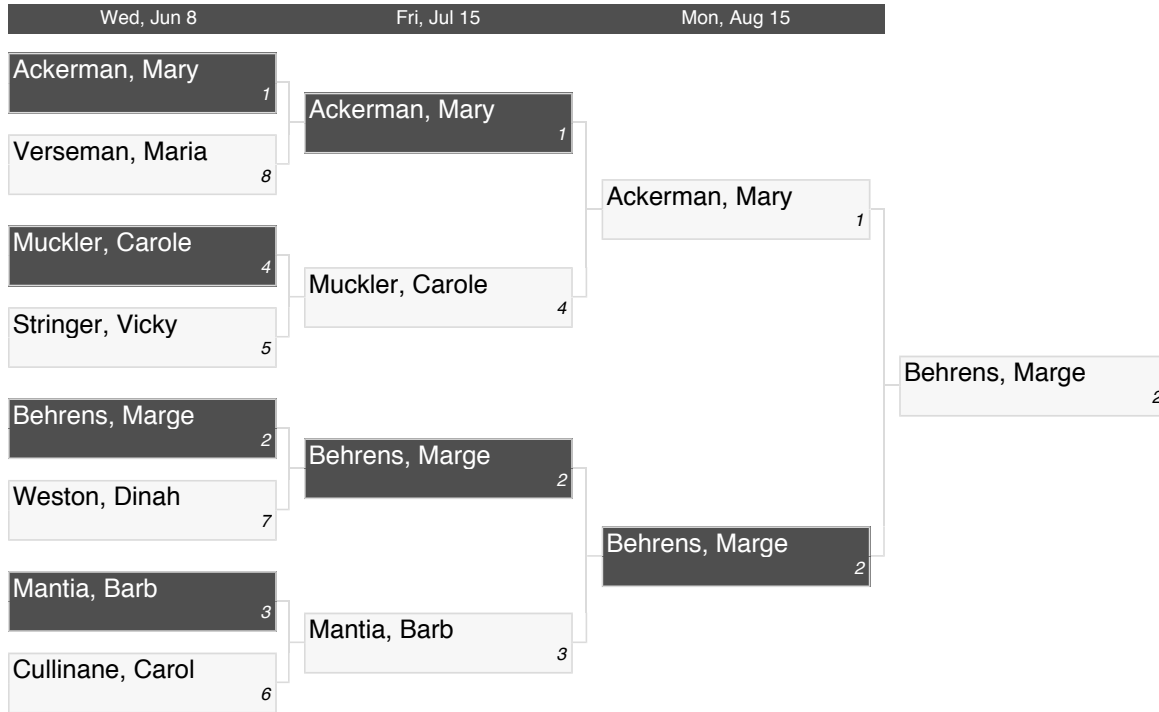 Wed, Jun 8
Fri, Jul 15
Mon, Aug 15
Ackerman, Mary
1
Verseman, Maria
8
Muckler, Carole
4
Stringer, Vicky
5
Behrens, Marge
2
Weston, Dinah
7
Mantia, Barb
3
Cullinane, Carol
6
Ackerman, Mary
1
Muckler, Carole
4
Behrens, Marge
2
Mantia, Barb
3
Ackerman, Mary
1
Behrens, Marge
2
Behrens, Marge
2